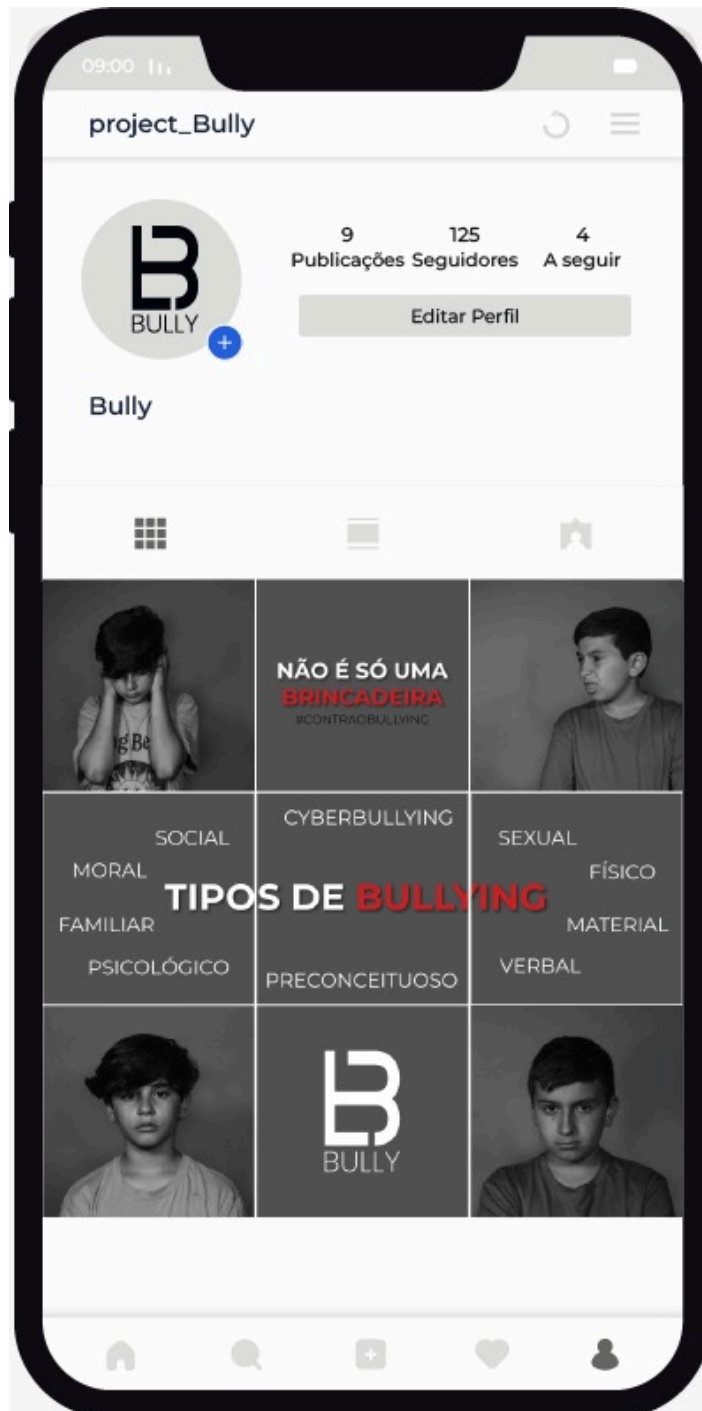 09:00
project_Bully
9 125 4
Publicações Seguidores A seguir
Editar Perfil
B
BULLY
Bully
NÃO É SÓ UMA
BRINCADEIRA
#CONTRAOBULLYING
CYBERBULLYING
SOCIAL
SEXUAL
MORAL
FÍSICO
TIPOS DE BULLYING
FAMILIAR
MATERIAL
PSICOLÓGICO
VERBAL
PRECONCEITUOSO
B
BULLY